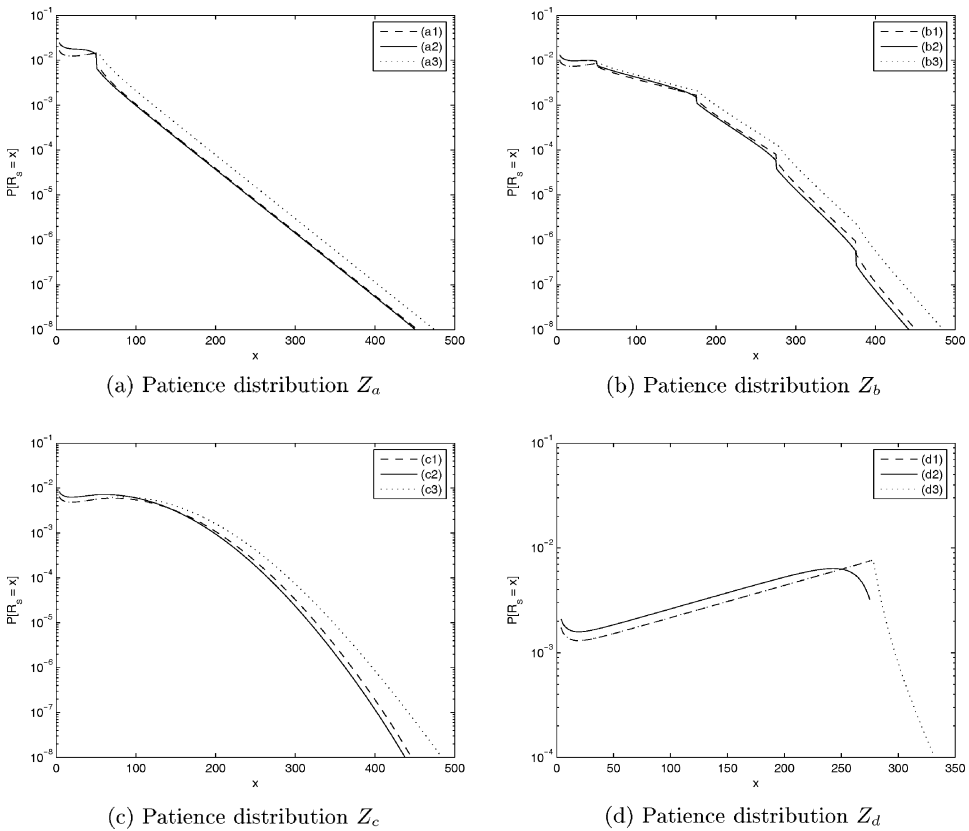 10^-1
10^-2
10^-3
10^-4
10^-5
10^-6
10^-7
10^-8
P[R_s = x]
0 100 200 300 400 500
x
(a1)
(a2)
(a3)
(a) Patience distribution Z_a
10^-1
10^-2
10^-3
10^-4
10^-5
10^-6
10^-7
10^-8
P[R_s = x]
0 100 200 300 400 500
x
(b1)
(b2)
(b3)
(b) Patience distribution Z_b
10^-1
10^-2
10^-3
10^-4
10^-5
10^-6
10^-7
10^-8
P[R_s = x]
0 100 200 300 400 500
x
(c1)
(c2)
(c3)
(c) Patience distribution Z_c
10^-1
10^-2
10^-3
10^-4
P[R_s = x]
0 50 100 150 200 250 300 350
x
(d1)
(d2)
(d3)
(d) Patience distribution Z_d